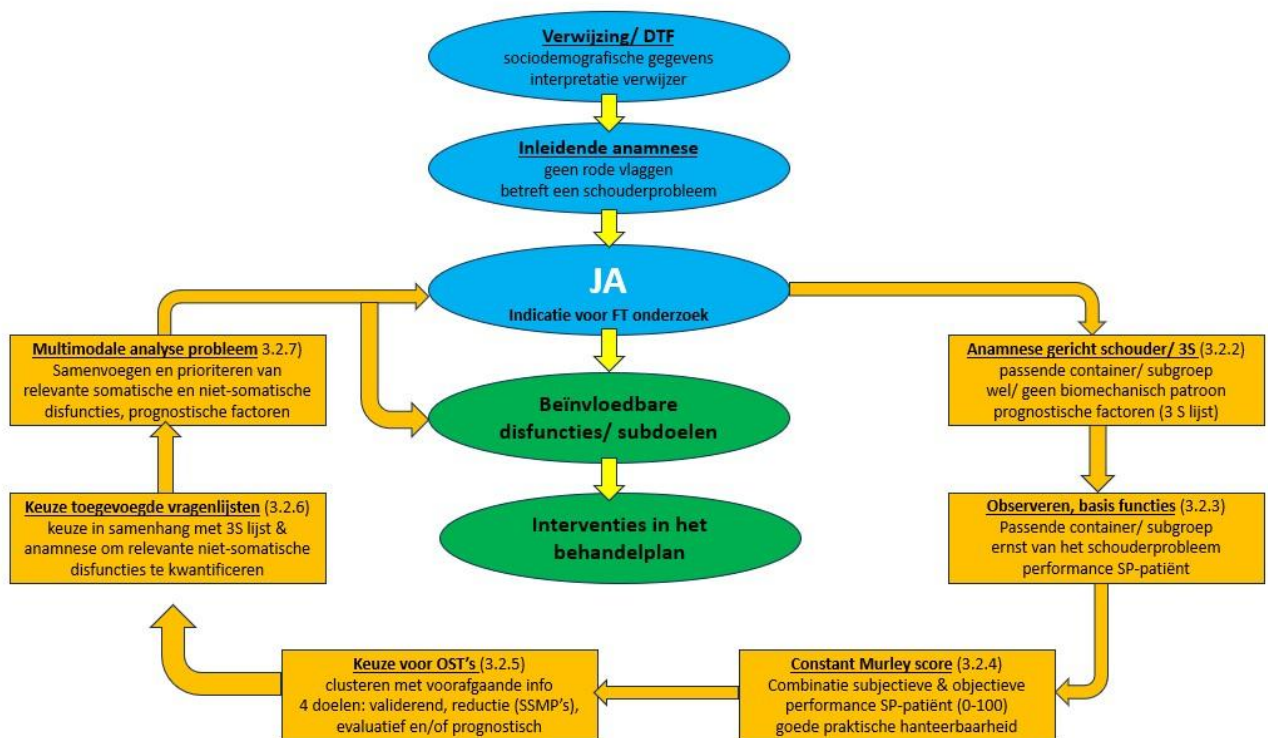 Verwijzing/ DTF
sociodemografische gegevens
interpretatie verwijzer
Inleidende anamnese
geen rode vlaggen
betreft een schouderprobleem
JA
Indicatie voor FT onderzoek
Anamnese gericht schouder/ 3S (3.2.2)
passende container/ subgroep
wel/ geen biomechanisch patroon
prognostische factoren (3 S lijst)
Observeren, basis functies (3.2.3)
Passende container/ subgroep
ernst van het schouderprobleem
performance SP-patiënt
Constant Murley score (3.2.4)
Combinatie subjectieve & objectieve
performance SP-patiënt (0-100)
goede praktische hanteerbaarheid
Keuze voor OST's (3.2.5)
clusteren met voorafgaande info
4 doelen: validerend, reductie (SSMP's),
evaluatief en/of prognostisch
Keuze toegevoegde vragenlijsten (3.2.6)
keuze in samenhang met 3S lijst &
anamnese om relevante niet-somatische
disfuncties te kwantificeren
Multimodale analyse probleem 3.2.7)
Samenvoegen en prioriteren van
relevante somatische en niet-somatische
disfuncties, prognostische factoren
Beïnvloedbare
disfuncties/ subdoelen
Interventies in het
behandelplan